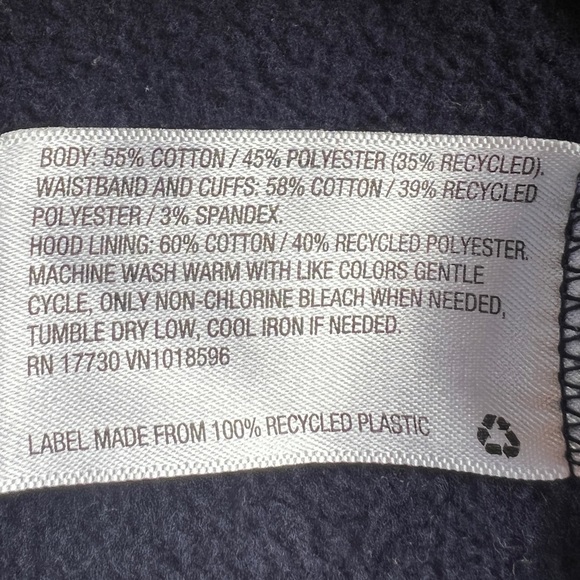 BODY: 55% COTTON / 45% POLYESTER (35% RECYCLED).
WAISTBAND AND CUFFS: 58% COTTON / 39% RECYCLED
POLYESTER / 3% SPANDEX.
HOOD LINING: 60% COTTON / 40% RECYCLED POLYESTER.
MACHINE WASH WARM WITH LIKE COLORS GENTLE
CYCLE, ONLY NON-CHLORINE BLEACH WHEN NEEDED,
TUMBLE DRY LOW, COOL IRON IF NEEDED.
RN 17730 VN1018596
LABEL MADE FROM 100% RECYCLED PLASTIC